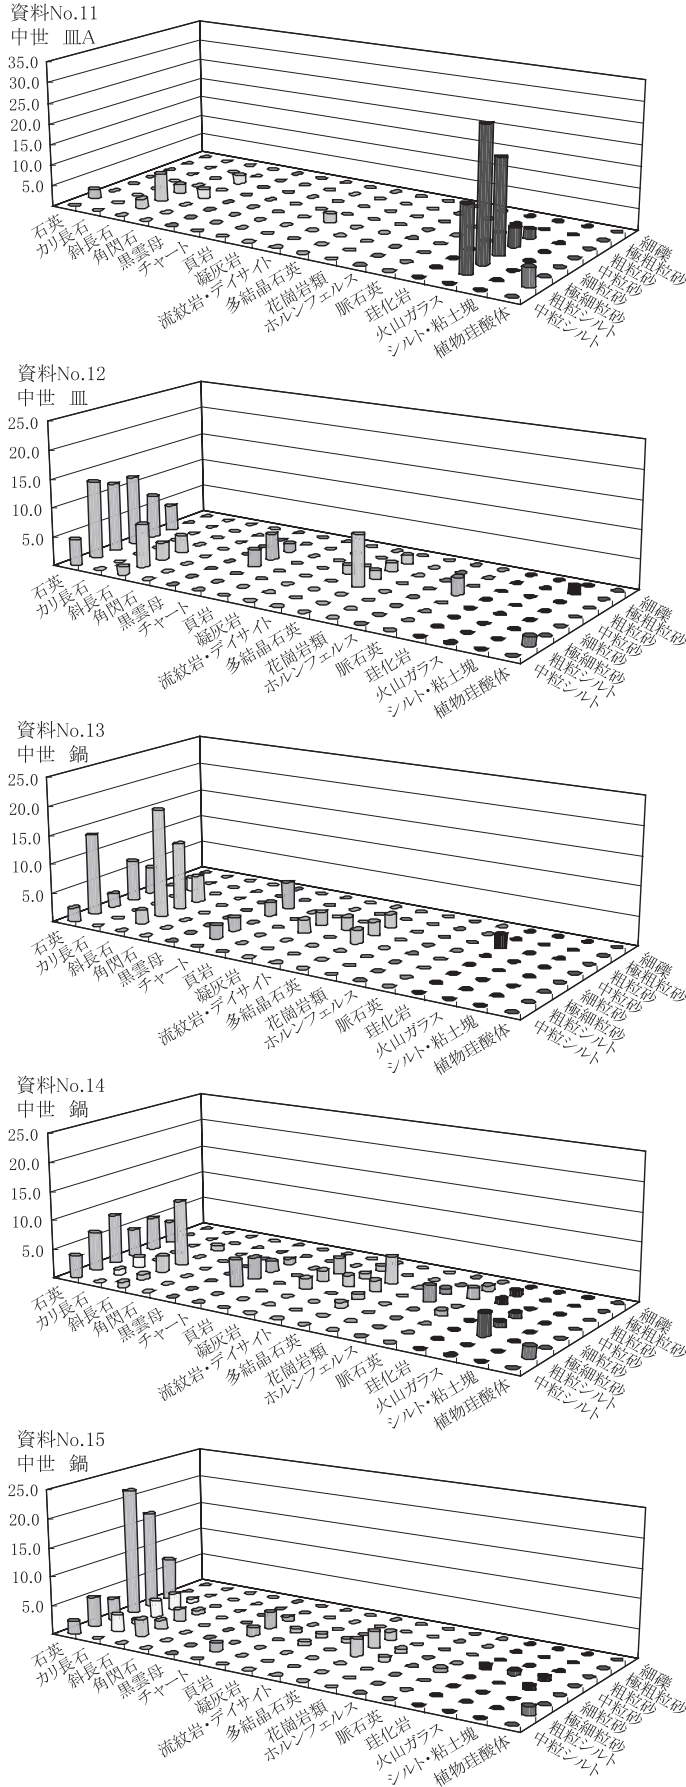 資料No.11
中世 皿A
35.0
30.0
25.0
20.0
15.0
10.0
5.0
石英
カリ長石
斜長石
角閃石
黒雲母
チャート
頁岩
凝灰岩
流紋岩・デイサイト
多結晶石英
花崗岩類
ホルンフェルス
脈石英
珪化岩
火山ガラス
シルト・粘土塊
植物珪酸体
細礫
極粗粒砂
粗粒砂
中粒砂
細粒砂
極細粒砂
粗粒シルト
中粒シルト
資料No.12
中世 皿
25.0
20.0
15.0
10.0
5.0
石英
カリ長石
斜長石
角閃石
黒雲母
チャート
頁岩
凝灰岩
流紋岩・デイサイト
多結晶石英
花崗岩類
ホルンフェルス
脈石英
珪化岩
火山ガラス
シルト・粘土塊
植物珪酸体
細礫
極粗粒砂
粗粒砂
中粒砂
細粒砂
極細粒砂
粗粒シルト
中粒シルト
資料No.13
中世 鍋
25.0
20.0
15.0
10.0
5.0
石英
カリ長石
斜長石
角閃石
黒雲母
チャート
頁岩
凝灰岩
流紋岩・デイサイト
多結晶石英
花崗岩類
ホルンフェルス
脈石英
珪化岩
火山ガラス
シルト・粘土塊
植物珪酸体
細礫
極粗粒砂
粗粒砂
中粒砂
細粒砂
極細粒砂
粗粒シルト
中粒シルト
資料No.14
中世 鍋
25.0
20.0
15.0
10.0
5.0
石英
カリ長石
斜長石
角閃石
黒雲母
チャート
頁岩
凝灰岩
流紋岩・デイサイト
多結晶石英
花崗岩類
ホルンフェルス
脈石英
珪化岩
火山ガラス
シルト・粘土塊
植物珪酸体
細礫
極粗粒砂
粗粒砂
中粒砂
細粒砂
極細粒砂
粗粒シルト
中粒シルト
資料No.15
中世 鍋
25.0
20.0
15.0
10.0
5.0
石英
カリ長石
斜長石
角閃石
黒雲母
チャート
頁岩
凝灰岩
流紋岩・デイサイト
多結晶石英
花崗岩類
ホルンフェルス
脈石英
珪化岩
火山ガラス
シルト・粘土塊
植物珪酸体
細礫
極粗粒砂
粗粒砂
中粒砂
細粒砂
極細粒砂
粗粒シルト
中粒シルト